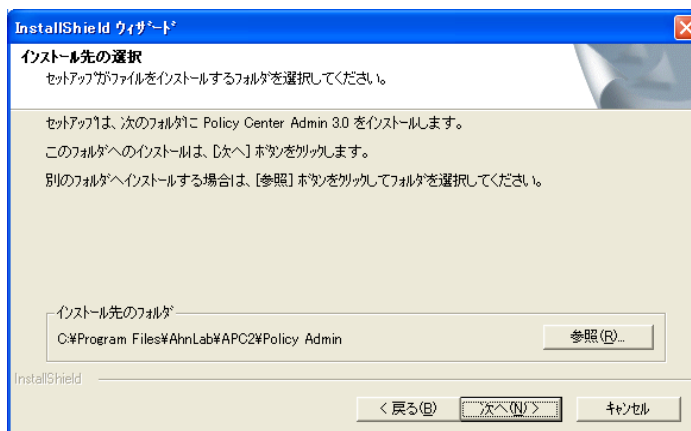 InstallShield ウィザード
インストール先の選択
セットアップがファイルをインストールするフォルダを選択してください。
セットアップは、次のフォルダに Policy Center Admin 3.0 をインストールします。
このフォルダへのインストールは、[次へ] ボタンをクリックします。
別のフォルダへインストールする場合は、[参照] ボタンをクリックしてフォルダを選択してください。
インストール先のフォルダ
C:¥Program Files¥AhnLab¥APC2¥Policy Admin
参照(R)...
InstallShield
< 戻る(B)
次へ(N) >
キャンセル